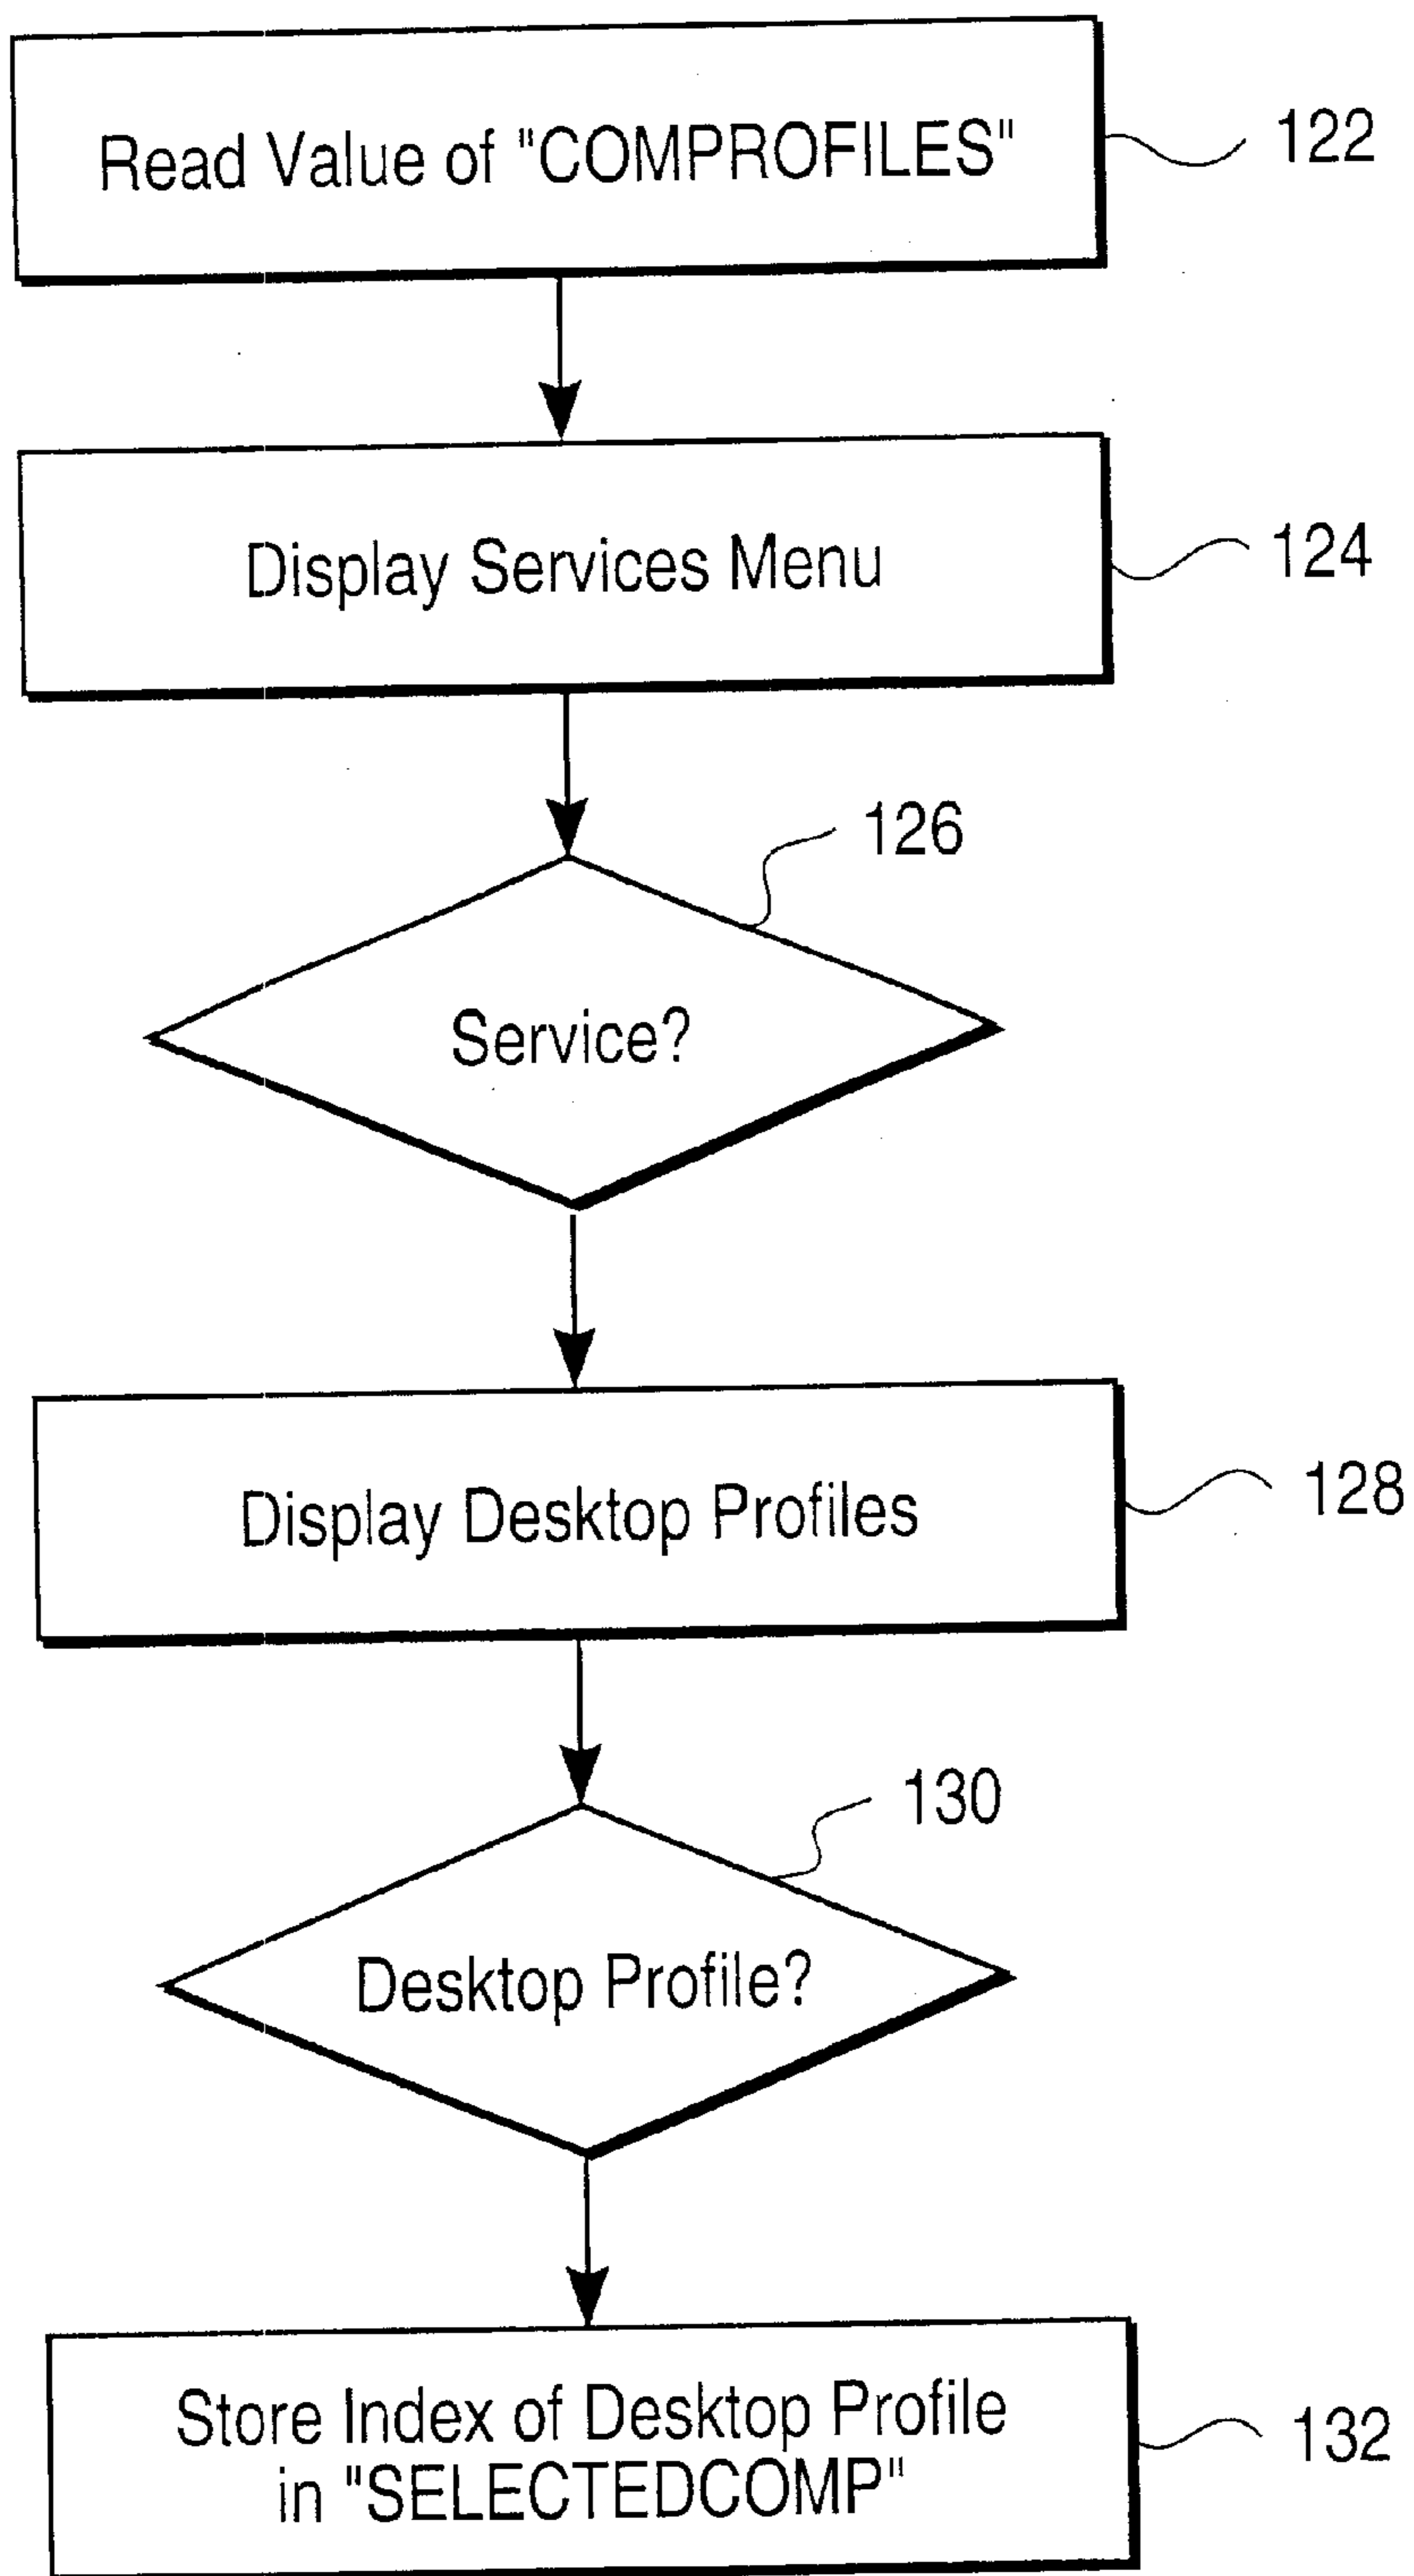 Read Value of "COMPROFILES"
122
Display Services Menu
124
126
Service?
Display Desktop Profiles
128
130
Desktop Profile?
Store Index of Desktop Profile
in "SELECTEDCOMP"
132